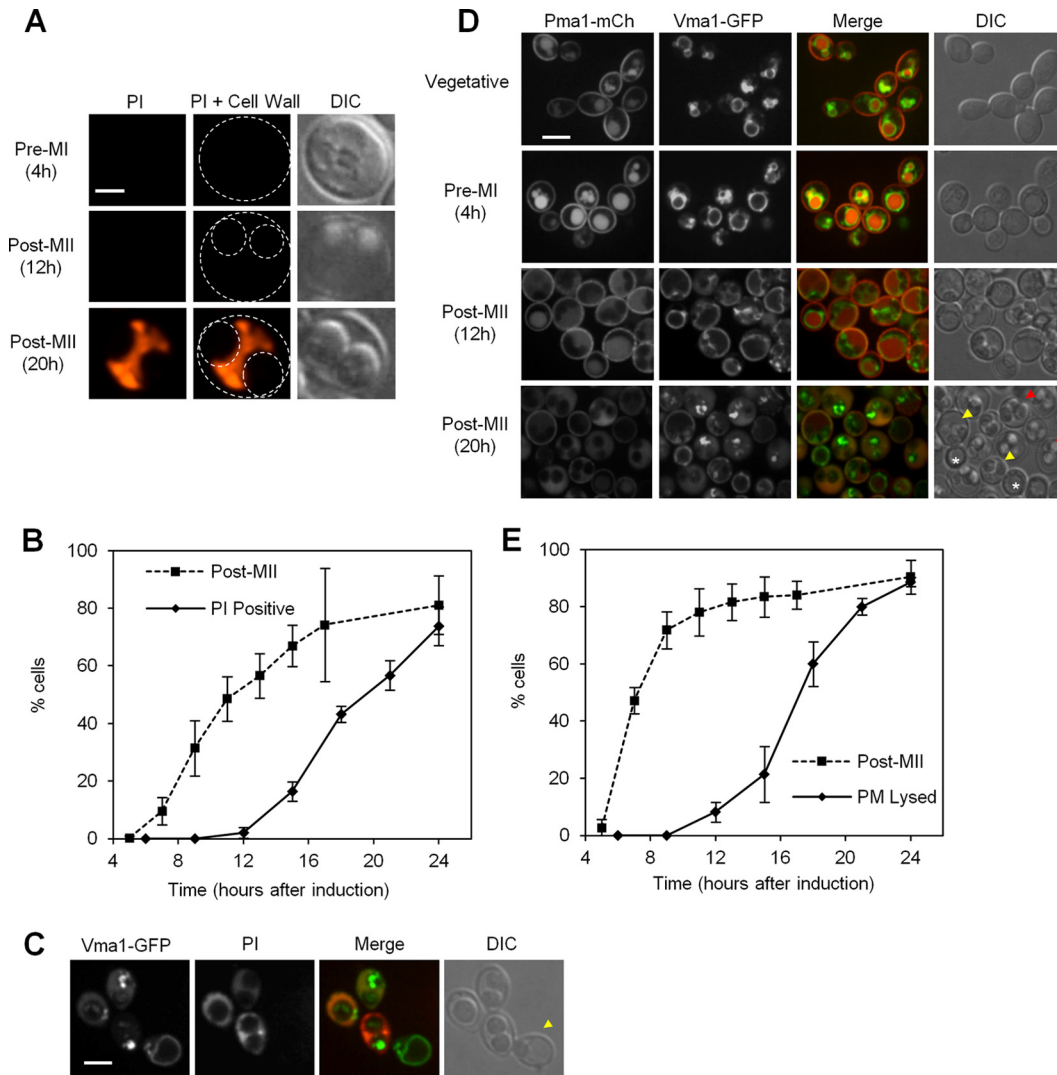 A
PI
PI + Cell Wall
DIC
Pre-MI
(4h)
Post-MII
(12h)
Post-MII
(20h)
D
Pma1-mCh
Vma1-GFP
Merge
DIC
Vegetative
Pre-MI
(4h)
Post-MII
(12h)
Post-MII
(20h)
*
*
B
% cells
100
80
60
40
20
0
Post-MII
PI Positive
4
8
12
16
20
24
Time (hours after induction)
E
% cells
100
80
60
40
20
0
Post-MII
PM Lysed
4
8
12
16
20
24
Time (hours after induction)
C
Vma1-GFP
PI
Merge
DIC